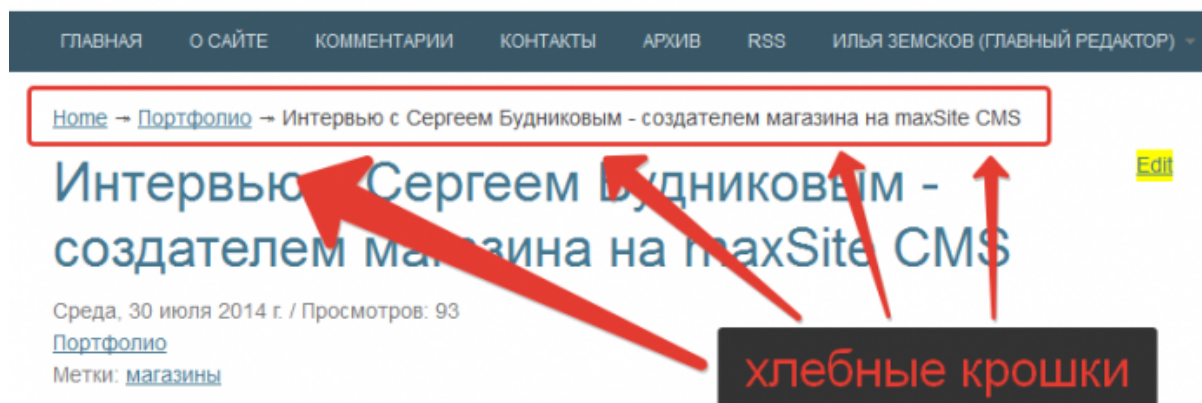 ГЛАВНАЯ О САЙТЕ КОММЕНТАРИИ КОНТАКТЫ АРХИВ RSS ИЛЬЯ ЗЕМСКОВ (ГЛАВНЫЙ РЕДАКТОР)
Home → Портфолио → Интервью с Сергеем Будниковым - создателем магазина на maxSite CMS
Edit
Интервью с Сергеем Будниковым -
создателем магазина на maxSite CMS
Среда, 30 июля 2014 г. / Просмотров: 93
Портфолио
Метки: магазины
хлебные крошки